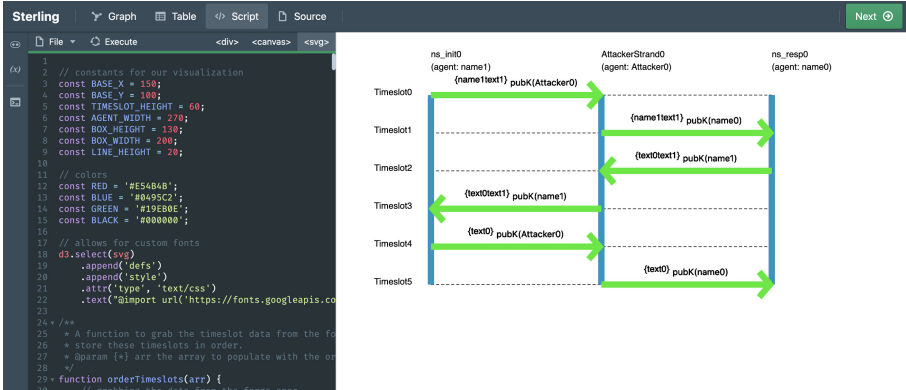 Sterling
Graph
Table
</> Script
Source
Next
File
Execute
<div>
<canvas>
<svg>
(x)
1
2 // constants for our visualization
3 const BASE_X = 150;
4 const BASE_Y = 100;
5 const TIMESLOT_HEIGHT = 60;
6 const AGENT_WIDTH = 270;
7 const BOX_HEIGHT = 130;
8 const BOX_WIDTH = 200;
9 const LINE_HEIGHT = 20;
10
11 // colors
12 const RED = '#E54B4B';
13 const BLUE = '#0495C2';
14 const GREEN = '#19EB0E';
15 const BLACK = '#000000';
16
17 // allows for custom fonts
18 d3.select(svg)
19 .append('defs')
20 .append('style')
21 .attr('type', 'text/css')
22 .text("@import url('https://fonts.googleapis.co
23
24 /**
25 * A function to grab the timeslot data from the fo
26 * store these timeslots in order.
27 * @param {*} arr the array to populate with the or
28 */
29 function orderTimeslots(arr) {
ns_init0
(agent: name1)
AttackerStrand0
(agent: Attacker0)
ns_resp0
(agent: name0)
Timeslot0
{name1text1} pubK(Attacker0)
Timeslot1
{name1text1} pubK(name0)
Timeslot2
{text0text1} pubK(name1)
Timeslot3
{text0text1} pubK(name1)
Timeslot4
{text0} pubK(Attacker0)
Timeslot5
{text0} pubK(name0)